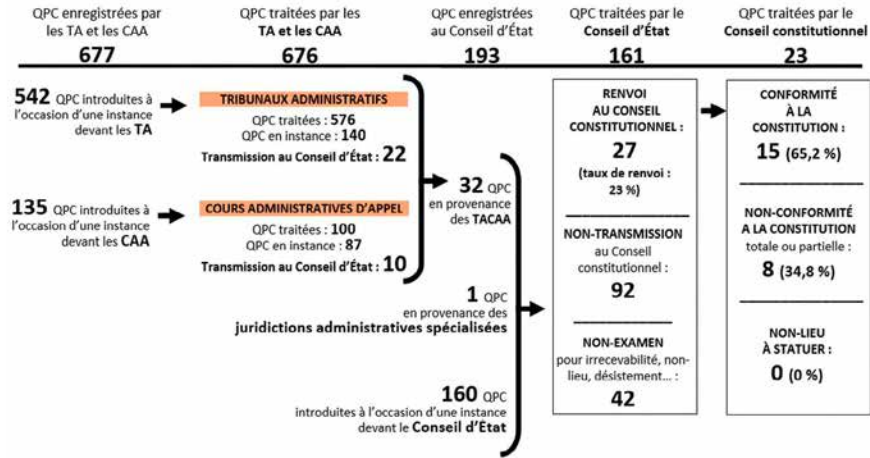 QPC enregistrées par
les TA et les CAA
677
QPC traitées par les
TA et les CAA
676
QPC enregistrées
au Conseil d'État
193
QPC traitées par le
Conseil d'État
161
QPC traitées par le
Conseil constitutionnel
23
542 QPC introduites à
l'occasion d'une instance
devant les TA
135 QPC introduites à
l'occasion d'une instance
devant les CAA
TRIBUNAUX ADMINISTRATIFS
QPC traitées : 576
QPC en instance : 140
Transmission au Conseil d'État : 22
COURS ADMINISTRATIVES D'APPEL
QPC traitées : 100
QPC en instance : 87
Transmission au Conseil d'État : 10
32 QPC
en provenance
des TACAA
1 QPC
en provenance des
juridictions administratives spécialisées
160 QPC
introduites à l'occasion d'une instance
devant le Conseil d'État
RENVOI
AU CONSEIL
CONSTITUTIONNEL :
27
(taux de renvoi :
23 %)
NON-TRANSMISSION
au Conseil
constitutionnel :
92
NON-EXAMEN
pour irrecevabilité, non-
lieu, désistement... :
42
CONFORMITÉ
À LA
CONSTITUTION :
15 (65,2 %)
NON-CONFORMITÉ
A LA CONSTITUTION
totale ou partielle :
8 (34,8 %)
NON-LIEU
À STATUER :
0 (0 %)